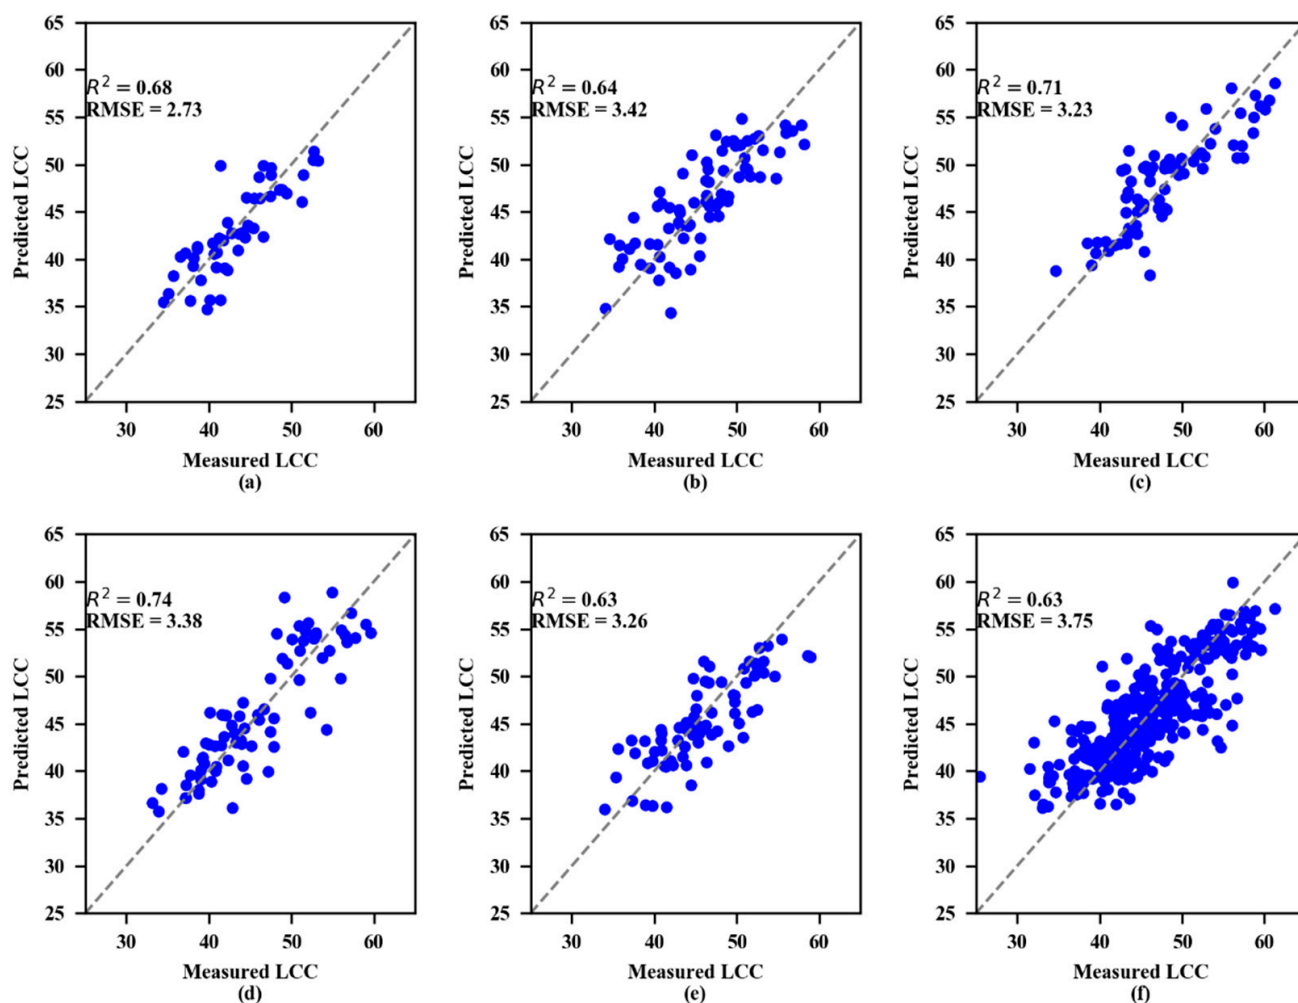 65
60
55
50
45
40
35
30
25
Predicted LCC
R² = 0.68
RMSE = 2.73
30 40 50 60
Measured LCC
(a)
65
60
55
50
45
40
35
30
25
Predicted LCC
R² = 0.64
RMSE = 3.42
30 40 50 60
Measured LCC
(b)
65
60
55
50
45
40
35
30
25
Predicted LCC
R² = 0.71
RMSE = 3.23
30 40 50 60
Measured LCC
(c)
65
60
55
50
45
40
35
30
25
Predicted LCC
R² = 0.74
RMSE = 3.38
30 40 50 60
Measured LCC
(d)
65
60
55
50
45
40
35
30
25
Predicted LCC
R² = 0.63
RMSE = 3.26
30 40 50 60
Measured LCC
(e)
65
60
55
50
45
40
35
30
25
Predicted LCC
R² = 0.63
RMSE = 3.75
30 40 50 60
Measured LCC
(f)